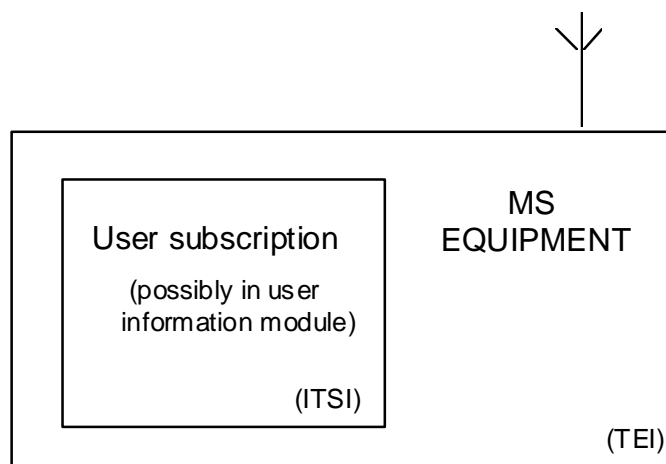 MS
EQUIPMENT
User subscription
(possibly in user
information module)
(ITSI)
(TEI)